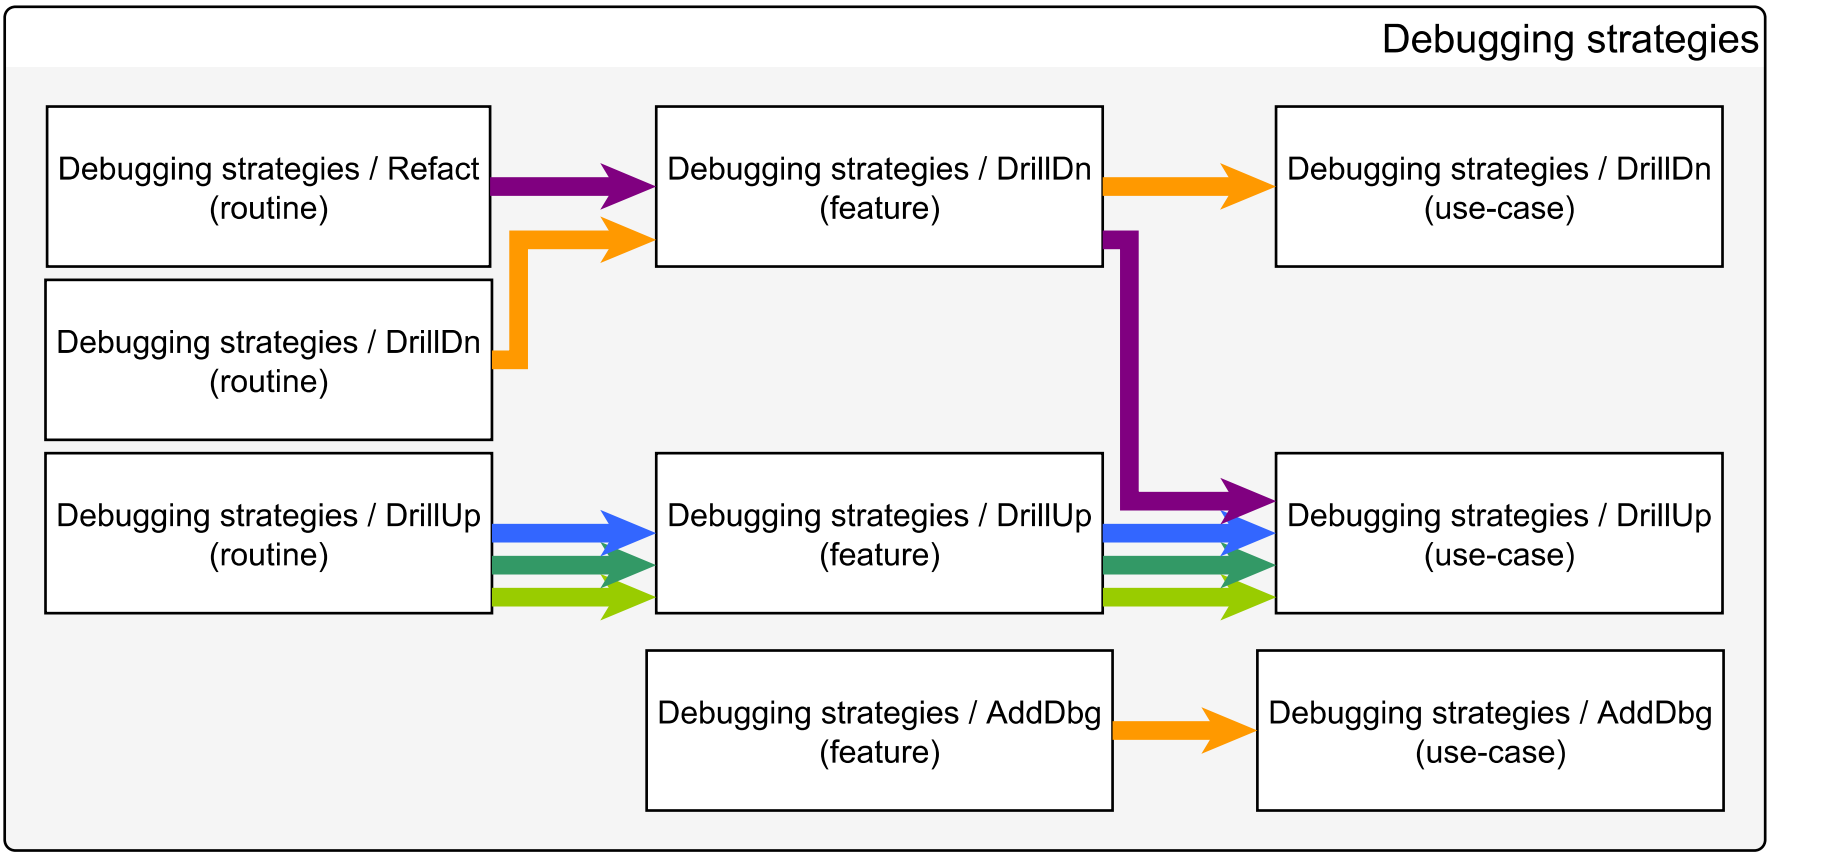 Debugging strategies
Debugging strategies / Refact
(routine)
Debugging strategies / DrillDn
(feature)
Debugging strategies / DrillDn
(use-case)
Debugging strategies / DrillDn
(routine)
Debugging strategies / DrillUp
(routine)
Debugging strategies / DrillUp
(feature)
Debugging strategies / DrillUp
(use-case)
Debugging strategies / AddDbg
(feature)
Debugging strategies / AddDbg
(use-case)